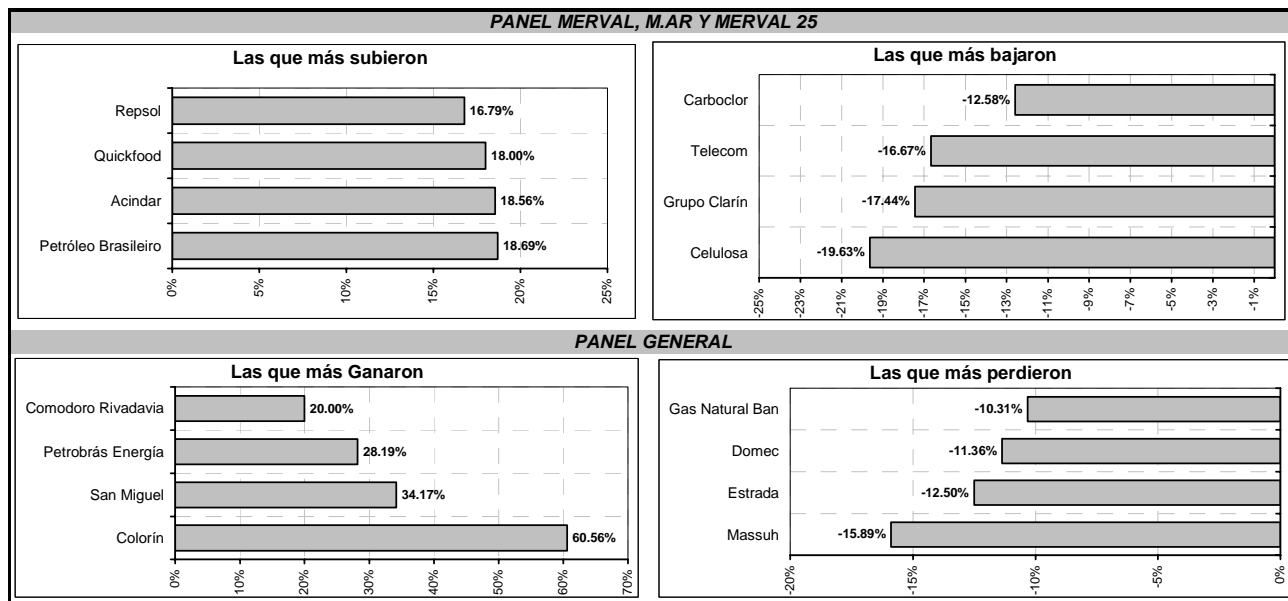 PANEL MERVAL, M.AR Y MERVAL 25
Las que más subieron
Repsol
16.79%
Quickfood
18.00%
Acindar
18.56%
Petróleo Brasileiro
18.69%
0%
5%
10%
15%
20%
25%
Las que más bajaron
Carboclor
-12.58%
Telecom
-16.67%
Grupo Clarín
-17.44%
Celulosa
-19.63%
-25%
-23%
-21%
-19%
-17%
-15%
-13%
-11%
-9%
-7%
-5%
-3%
-1%
PANEL GENERAL
Las que más Ganaron
Comodoro Rivadavia
20.00%
Petrobrás Energía
28.19%
San Miguel
34.17%
Colorín
60.56%
0%
10%
20%
30%
40%
50%
60%
70%
Las que más perdieron
Gas Natural Ban
-10.31%
Domec
-11.36%
Estrada
-12.50%
Massuh
-15.89%
-20%
-15%
-10%
-5%
0%